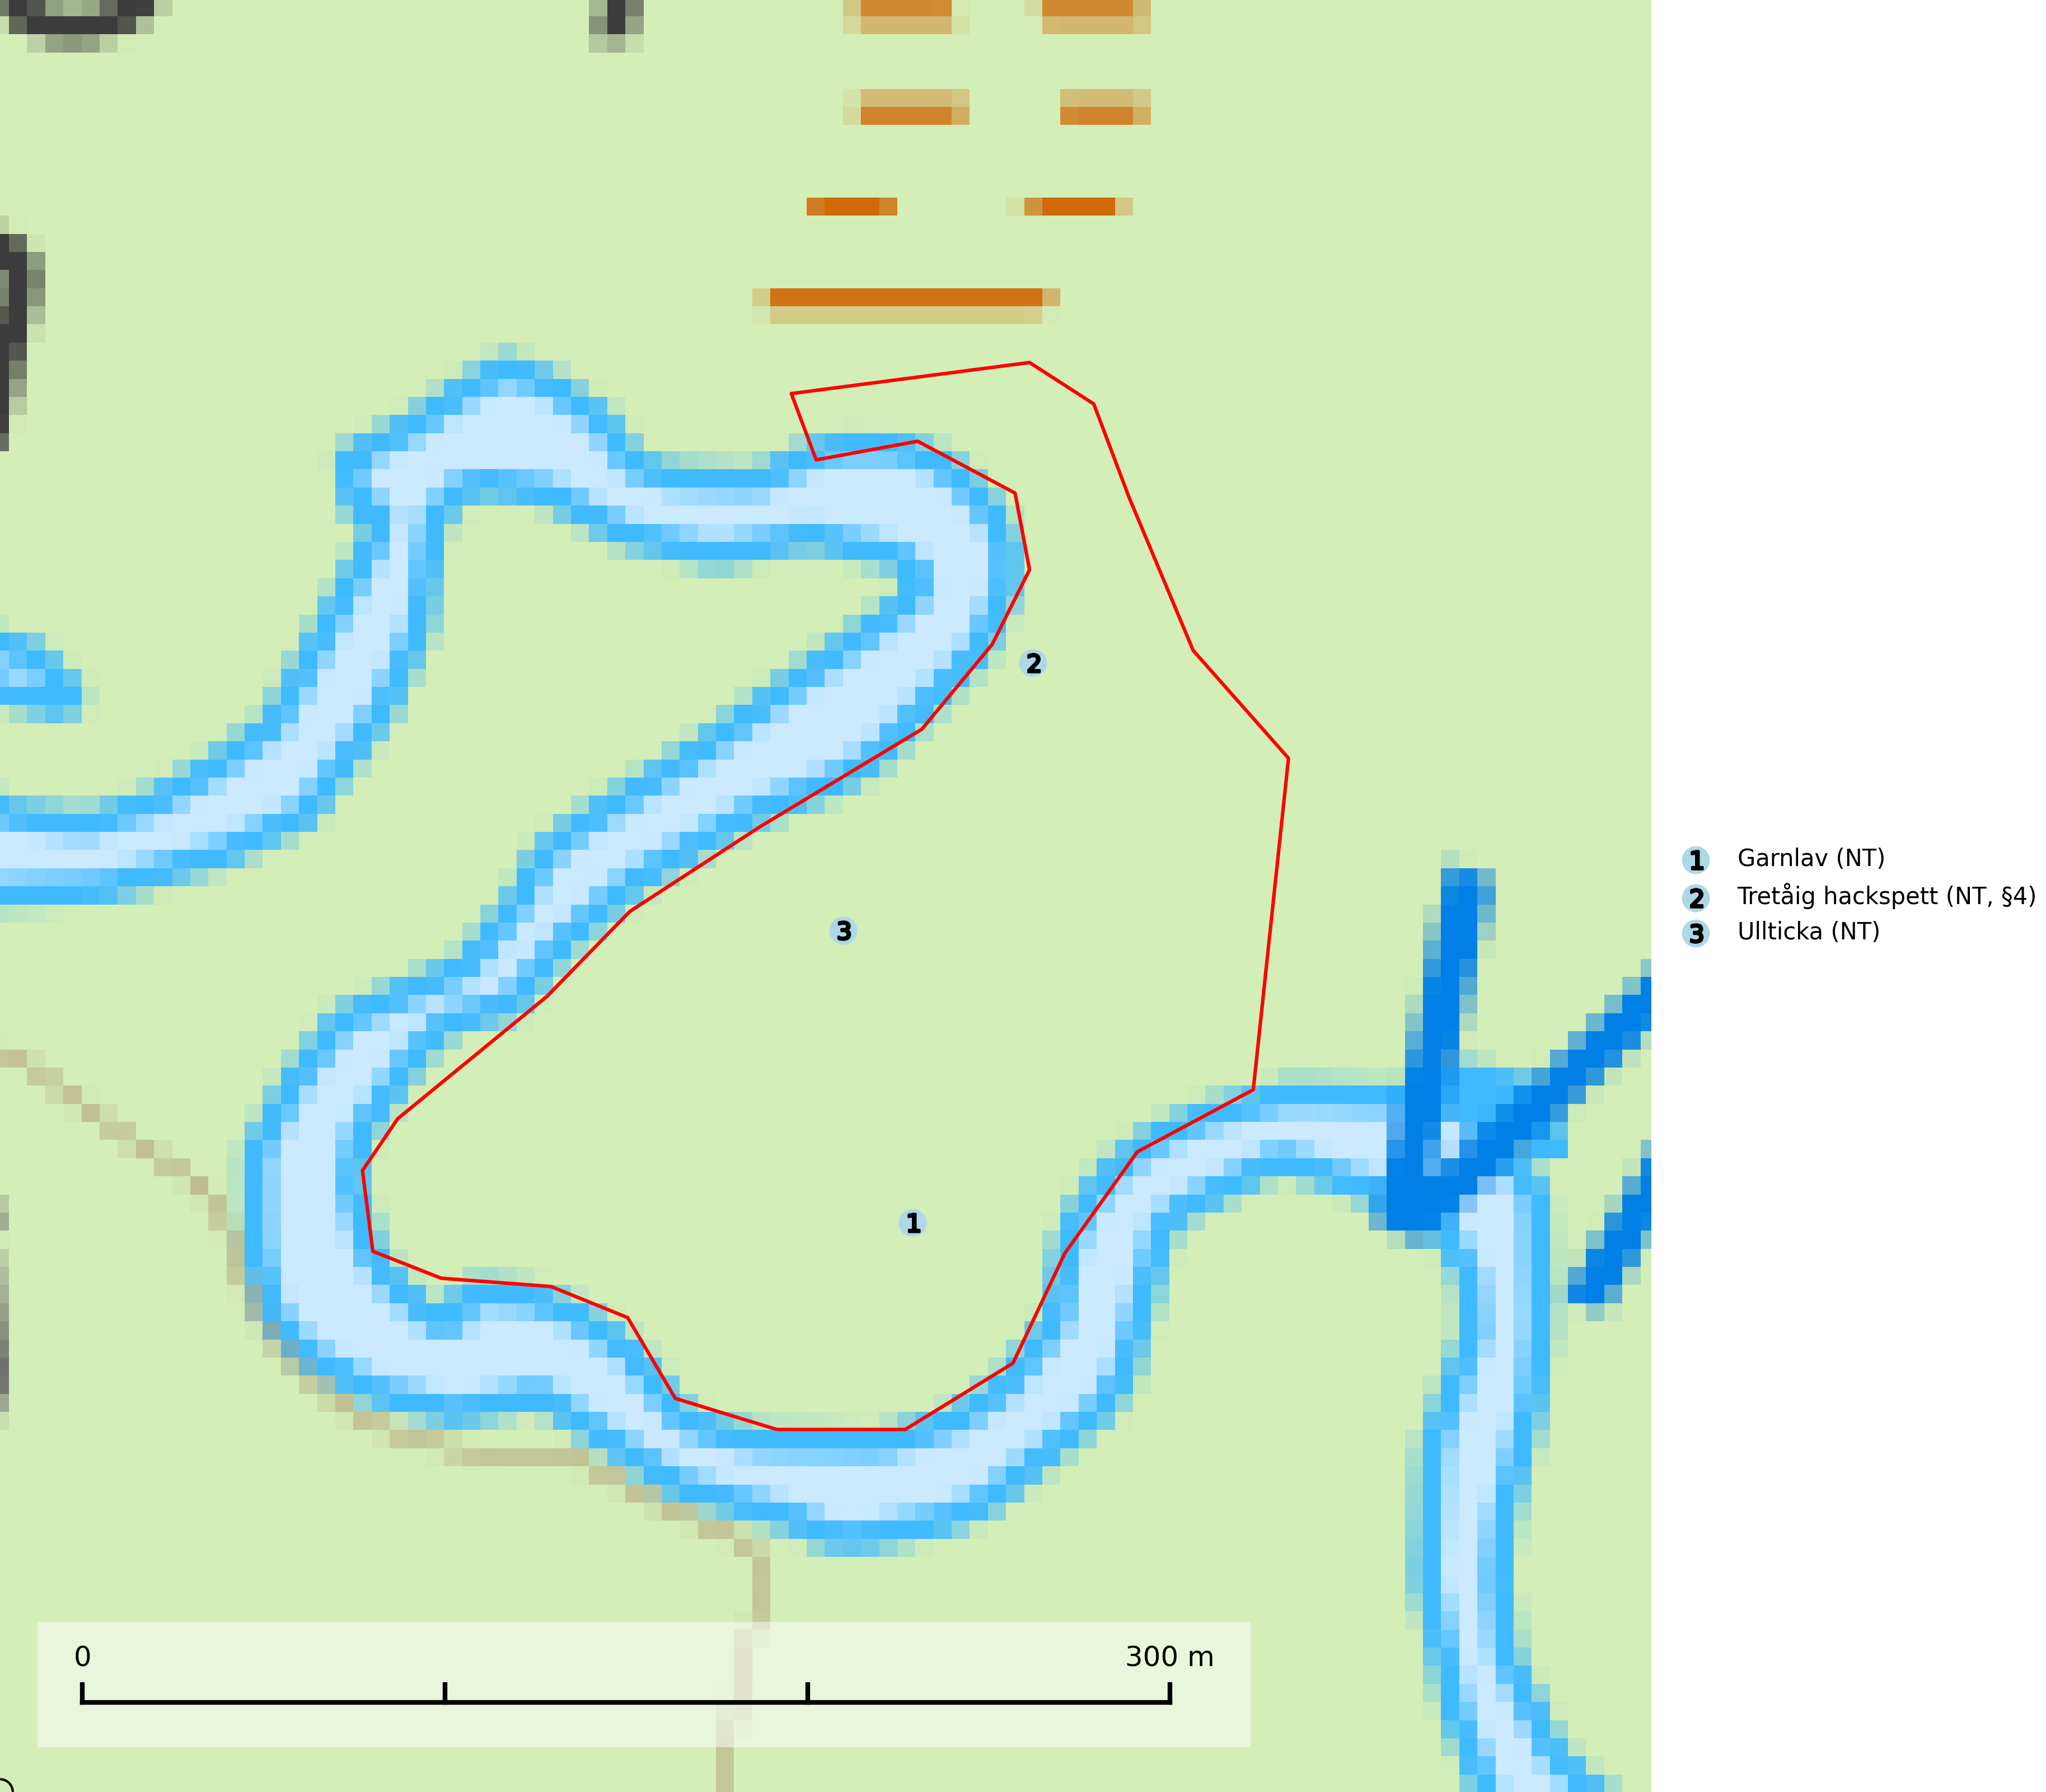 2
3
1
1 Garnlav (NT)
2 Tretåig hackspett (NT, §4)
3 Ullticka (NT)
0 300 m